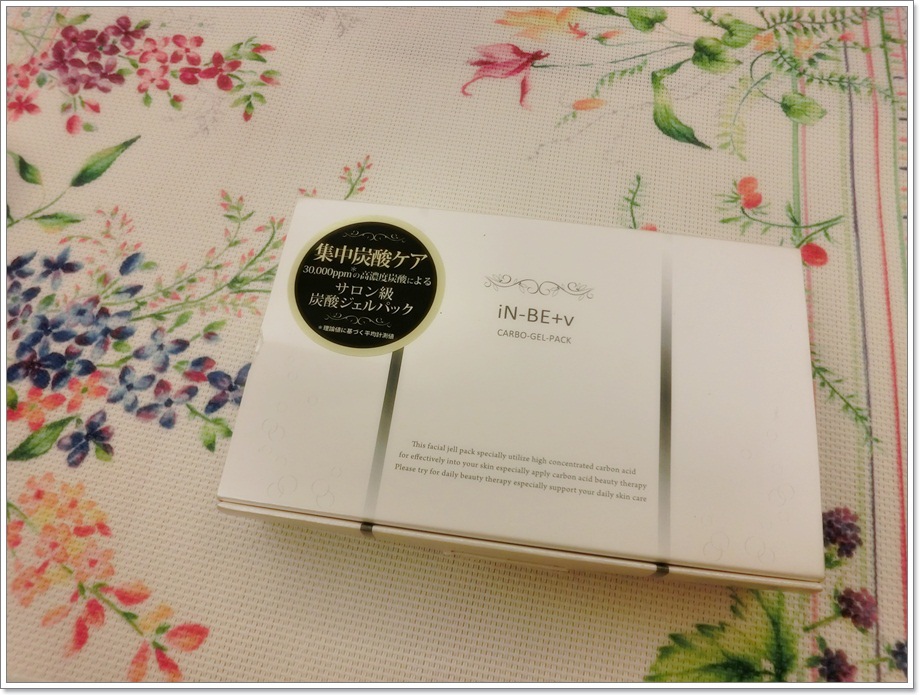 集中炭酸ケア
30,000ppm※の高濃度炭酸による
サロン級
炭酸ジェルパック
※理論値に基づく平均計測値
iN-BE+v
CARBO-GEL-PACK
This facial jell pack specially utilize high concentrated carbon acid
for effectively into your skin especially apply carbon acid beauty therapy
Please try for daily beauty therapy especially support your daily skin care